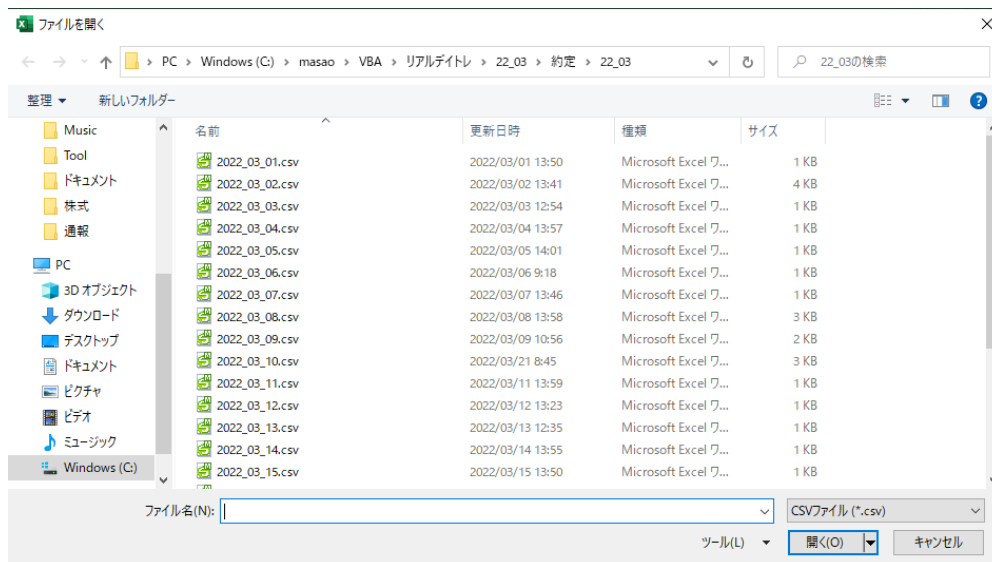 ファイルを開く
PC › Windows (C:) › masao › VBA › リアルデイトレ › 22_03 › 約定 › 22_03
22_03の検索
整理 新しいフォルダー
Music
Tool
ドキュメント
株式
通報
PC
3D オブジェクト
ダウンロード
デスクトップ
ドキュメント
ピクチャ
ビデオ
ミュージック
Windows (C:)
名前 更新日時 種類 サイズ
2022_03_01.csv 2022/03/01 13:50 Microsoft Excel ワ... 1 KB
2022_03_02.csv 2022/03/02 13:41 Microsoft Excel ワ... 4 KB
2022_03_03.csv 2022/03/03 12:54 Microsoft Excel ワ... 1 KB
2022_03_04.csv 2022/03/04 13:57 Microsoft Excel ワ... 1 KB
2022_03_05.csv 2022/03/05 14:01 Microsoft Excel ワ... 1 KB
2022_03_06.csv 2022/03/06 9:18 Microsoft Excel ワ... 1 KB
2022_03_07.csv 2022/03/07 13:46 Microsoft Excel ワ... 1 KB
2022_03_08.csv 2022/03/08 13:58 Microsoft Excel ワ... 3 KB
2022_03_09.csv 2022/03/09 10:56 Microsoft Excel ワ... 2 KB
2022_03_10.csv 2022/03/21 8:45 Microsoft Excel ワ... 3 KB
2022_03_11.csv 2022/03/11 13:59 Microsoft Excel ワ... 1 KB
2022_03_12.csv 2022/03/12 13:23 Microsoft Excel ワ... 1 KB
2022_03_13.csv 2022/03/13 12:35 Microsoft Excel ワ... 1 KB
2022_03_14.csv 2022/03/14 13:55 Microsoft Excel ワ... 1 KB
2022_03_15.csv 2022/03/15 13:50 Microsoft Excel ワ... 1 KB
ファイル名(N): CSVファイル (*.csv)
ツール(L) 開く(O) キャンセル